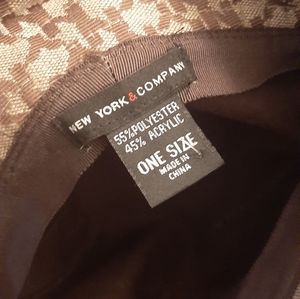 NEW YORK & COMPANY
55% POLYESTER
45% ACRYLIC
ONE SIZE
MADE IN
CHINA